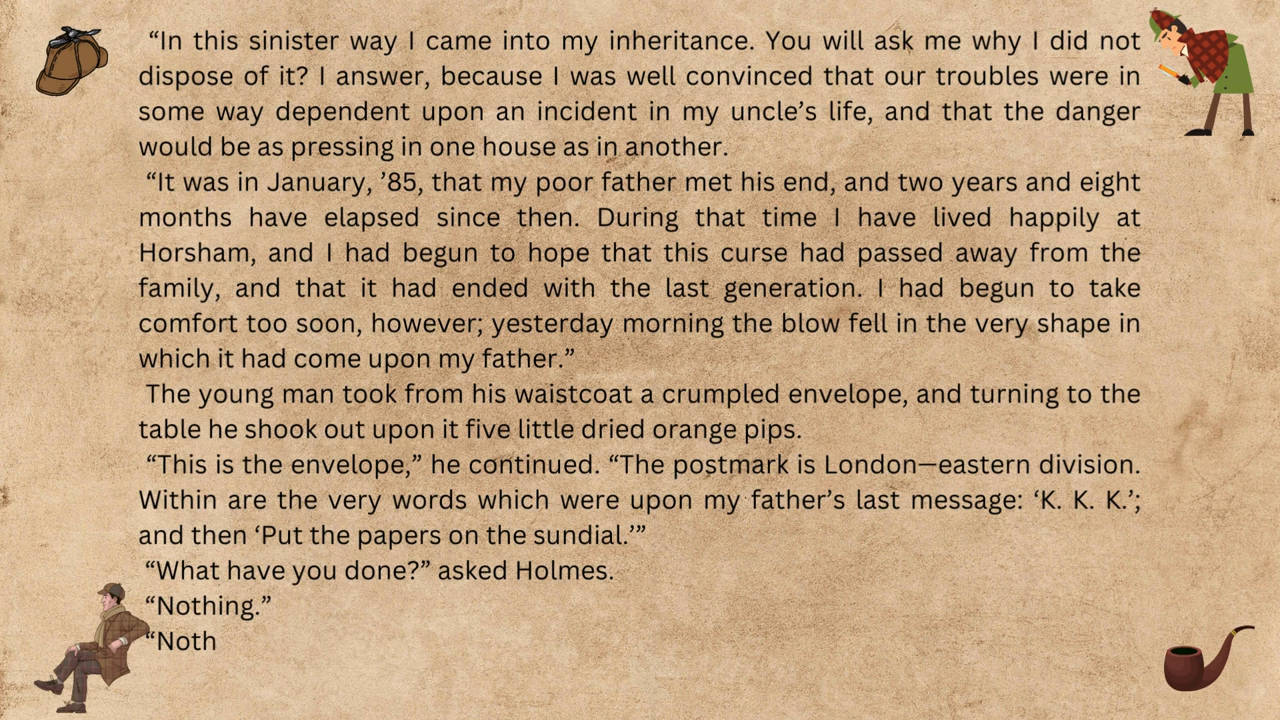 “In this sinister way I came into my inheritance. You will ask me why I did not
dispose of it? I answer, because I was well convinced that our troubles were in
some way dependent upon an incident in my uncle’s life, and that the danger
would be as pressing in one house as in another.
“It was in January, ’85, that my poor father met his end, and two years and eight
months have elapsed since then. During that time I have lived happily at
Horsham, and I had begun to hope that this curse had passed away from the
family, and that it had ended with the last generation. I had begun to take
comfort too soon, however; yesterday morning the blow fell in the very shape in
which it had come upon my father.”
The young man took from his waistcoat a crumpled envelope, and turning to the
table he shook out upon it five little dried orange pips.
“This is the envelope,” he continued. “The postmark is London—eastern division.
Within are the very words which were upon my father’s last message: ‘K. K. K.’;
and then ‘Put the papers on the sundial.’”
“What have you done?” asked Holmes.
“Nothing.”
“Noth